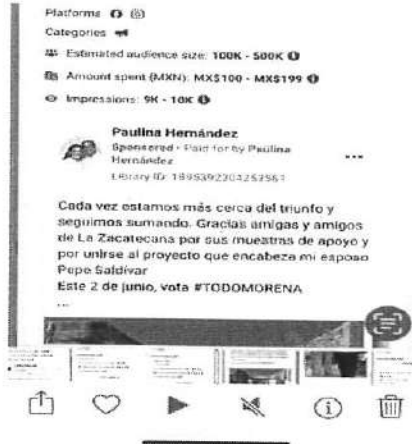 Platforms
Categories
Estimated audience size: 100K - 500K
Amount spent (MXN): MX$100 - MX$199
Impressions: 9K - 10K
Paulina Hernández
Sponsored • Paid for by Paulina
Hernández
Library ID: 1895392304253561
Cada vez estamos más cerca del triunfo y
seguimos sumando. Gracias amigas y amigos
de La Zacatecana por sus muestras de apoyo y
por unirse al proyecto que encabeza mi esposo
Pepe Saldívar
Este 2 de junio, vota #TODOMORENA
...